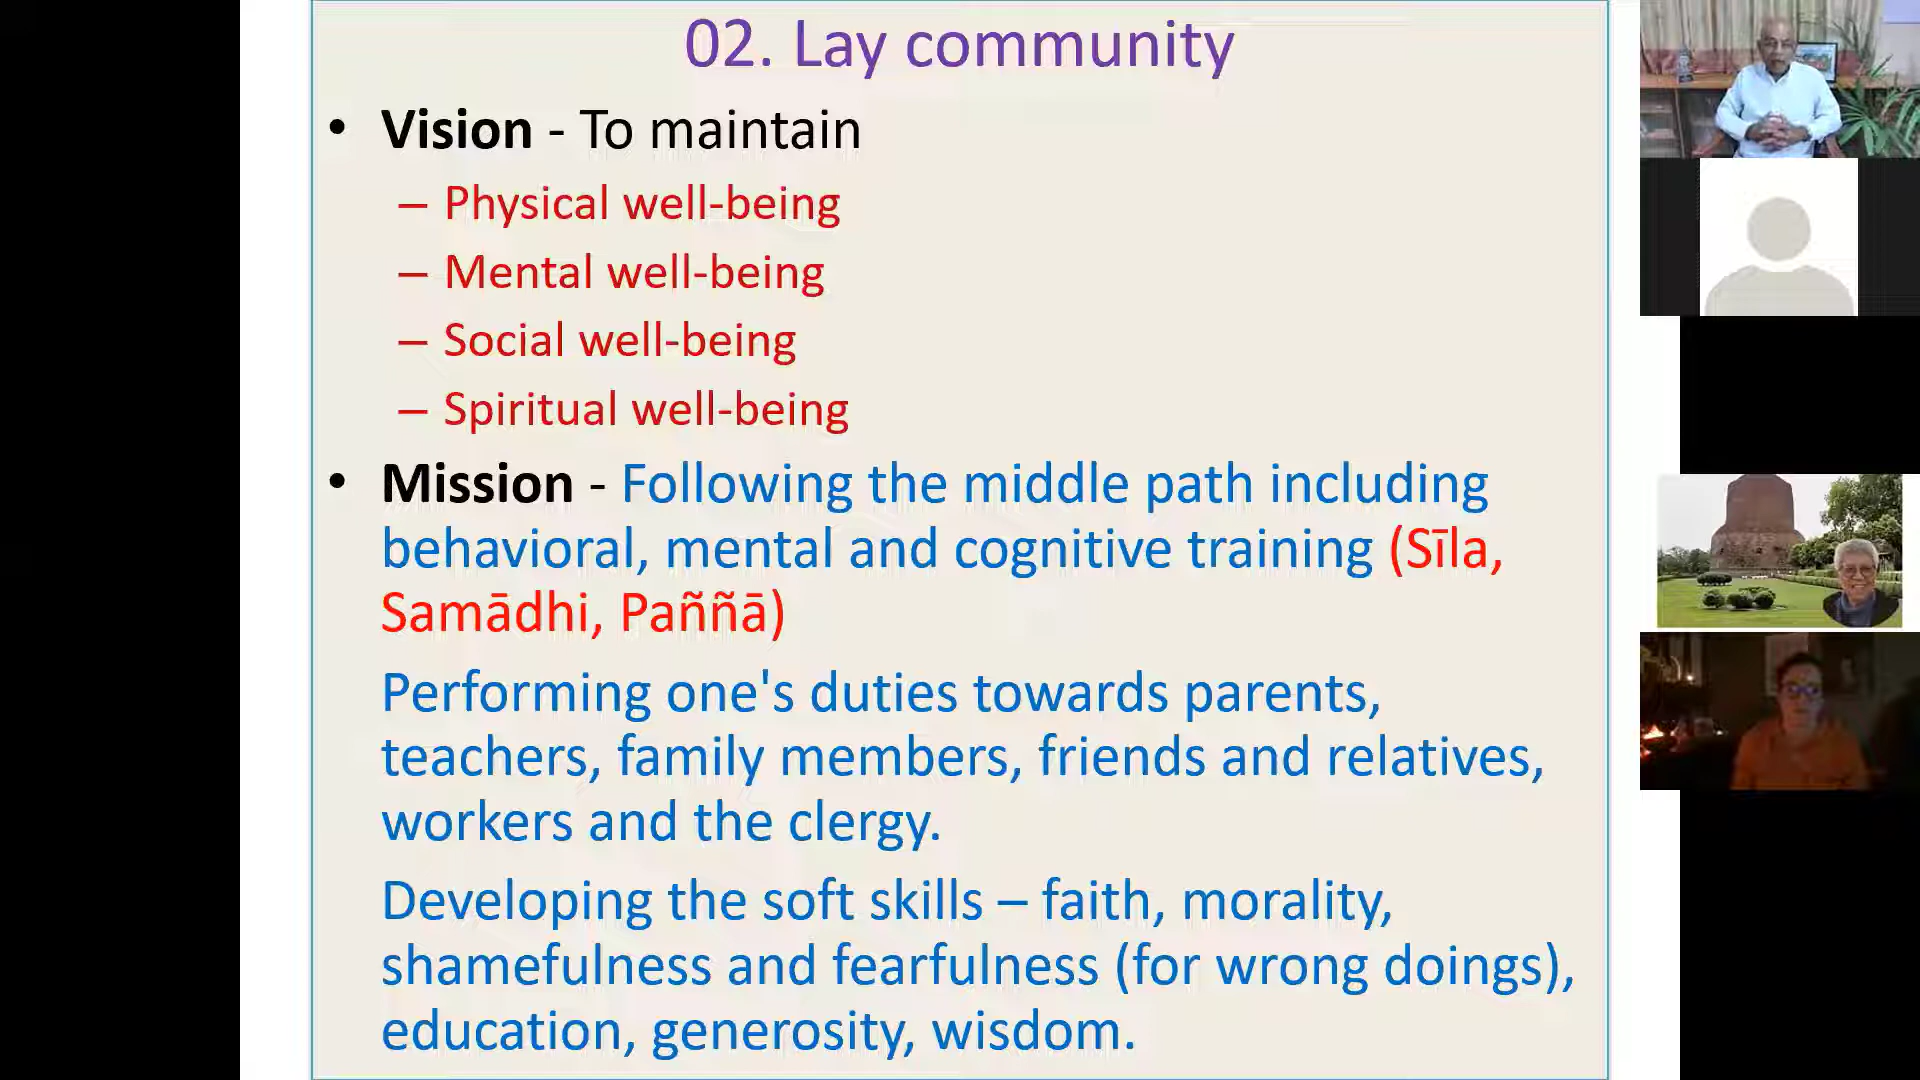 02. Lay community
• Vision - To maintain
– Physical well-being
– Mental well-being
– Social well-being
– Spiritual well-being
• Mission - Following the middle path including
behavioral, mental and cognitive training (Sīla,
Samādhi, Paññā)
Performing one's duties towards parents,
teachers, family members, friends and relatives,
workers and the clergy.
Developing the soft skills – faith, morality,
shamefulness and fearfulness (for wrong doings),
education, generosity, wisdom.